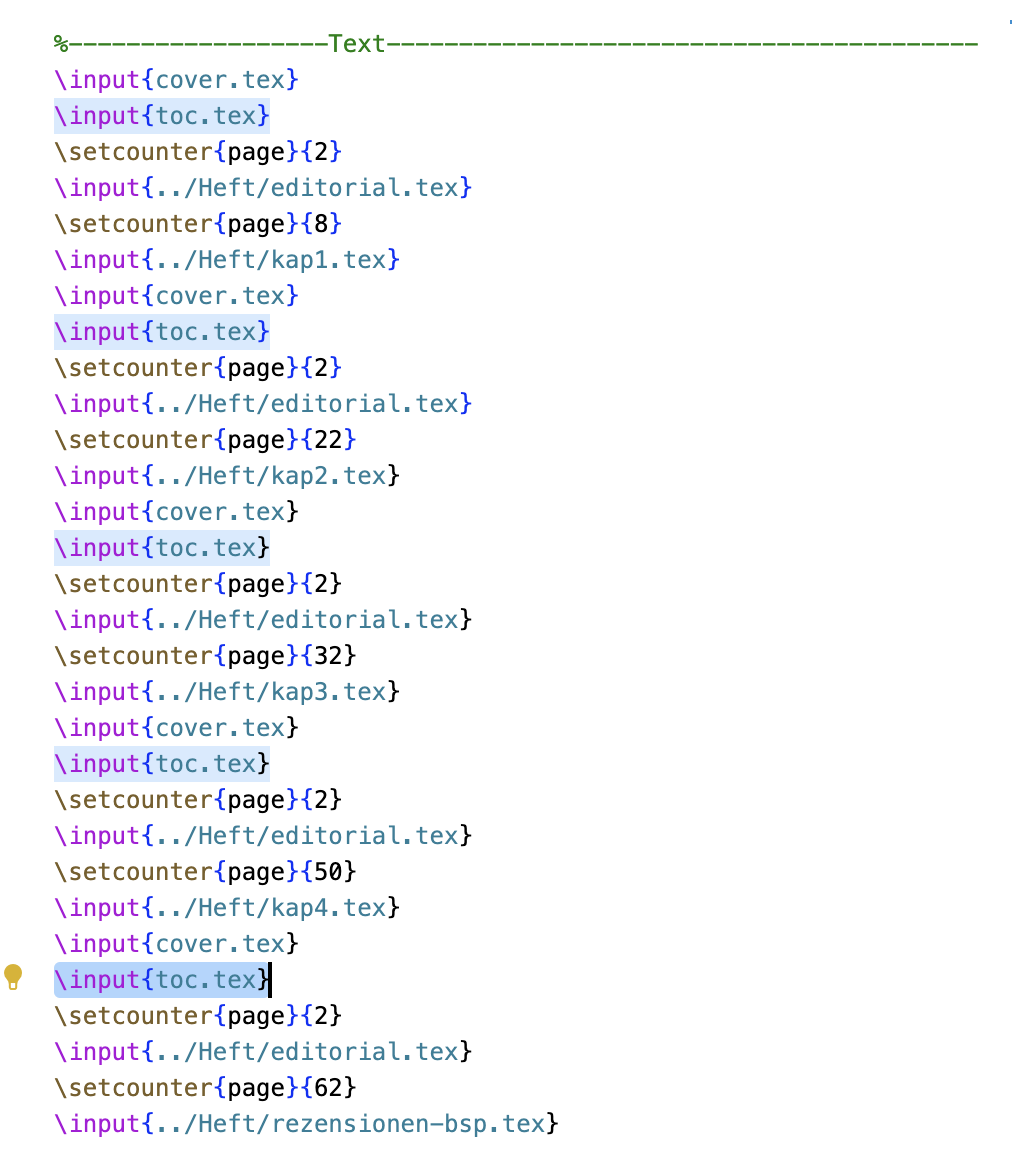 %------------------Text-----------------------------------------
\input{cover.tex}
\input{toc.tex}
\setcounter{page}{2}
\input{../Heft/editorial.tex}
\setcounter{page}{8}
\input{../Heft/kap1.tex}
\input{cover.tex}
\input{toc.tex}
\setcounter{page}{2}
\input{../Heft/editorial.tex}
\setcounter{page}{22}
\input{../Heft/kap2.tex}
\input{cover.tex}
\input{toc.tex}
\setcounter{page}{2}
\input{../Heft/editorial.tex}
\setcounter{page}{32}
\input{../Heft/kap3.tex}
\input{cover.tex}
\input{toc.tex}
\setcounter{page}{2}
\input{../Heft/editorial.tex}
\setcounter{page}{50}
\input{../Heft/kap4.tex}
\input{cover.tex}
\input{toc.tex}
\setcounter{page}{2}
\input{../Heft/editorial.tex}
\setcounter{page}{62}
\input{../Heft/rezensionen-bsp.tex}